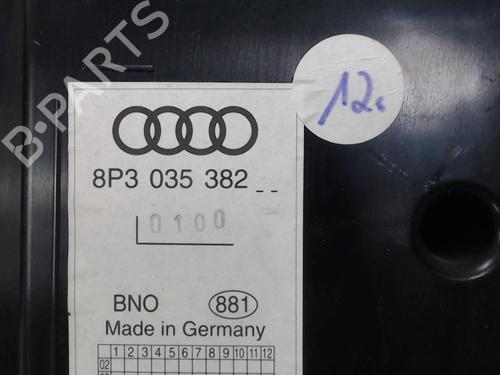 B-PARTS
12.
8P3 035 382 _ _
0100
BNO 881
Made in Germany
1 2 3 4 5 6 7 8 9 10 11 12
02